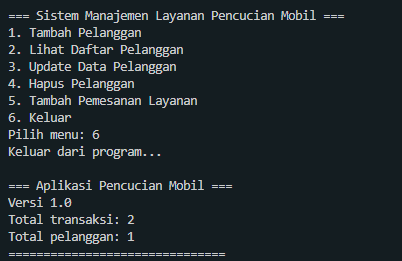 === Sistem Manajemen Layanan Pencucian Mobil ===
1. Tambah Pelanggan
2. Lihat Daftar Pelanggan
3. Update Data Pelanggan
4. Hapus Pelanggan
5. Tambah Pemesanan Layanan
6. Keluar
Pilih menu: 6
Keluar dari program...

=== Aplikasi Pencucian Mobil ===
Versi 1.0
Total transaksi: 2
Total pelanggan: 1
===============================